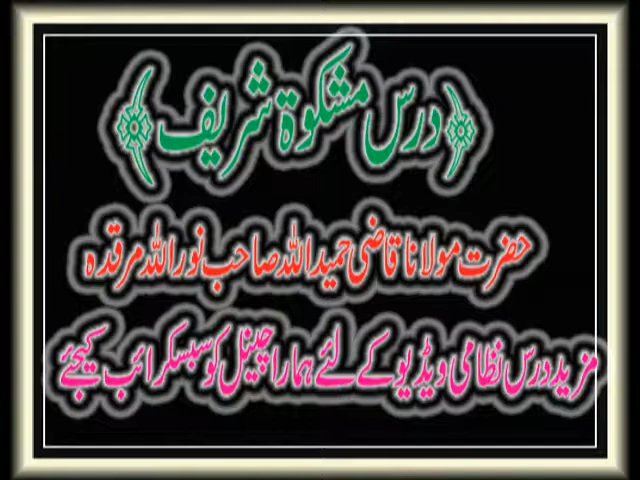 ﴿درس مشکوۃ شریف﴾
حضرت مولانا قاضی حمید اللہ صاحب نور اللہ مرقدہ
مزید درس نظامی ویڈیو کے لئے ہمارا چینل کو سبسکرائب کیجئے